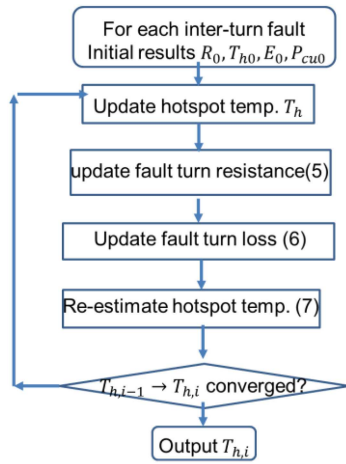 For each inter-turn fault
Initial results R₀, Tₕ₀, E₀, P_cu0
Update hotspot temp. Tₕ
update fault turn resistance(5)
Update fault turn loss (6)
Re-estimate hotspot temp. (7)
Tₕ,ᵢ₋₁ → Tₕ,ᵢ converged?
Output Tₕ,ᵢ